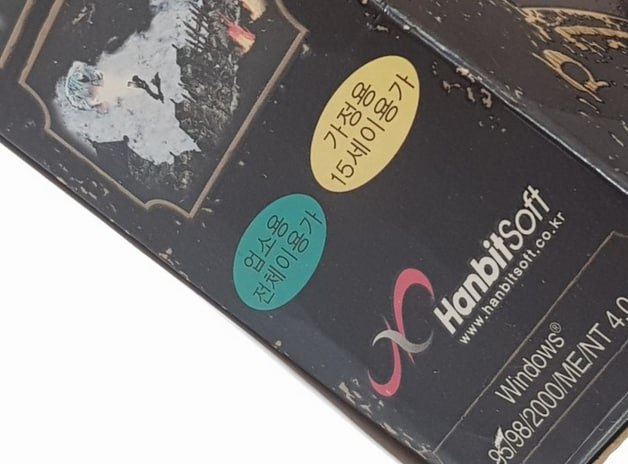 가정용
15세이용가
업소용
전체이용가
HanbitSoft
www.hanbitsoft.co.kr
Windows®
95/98/2000/ME/NT 4.0